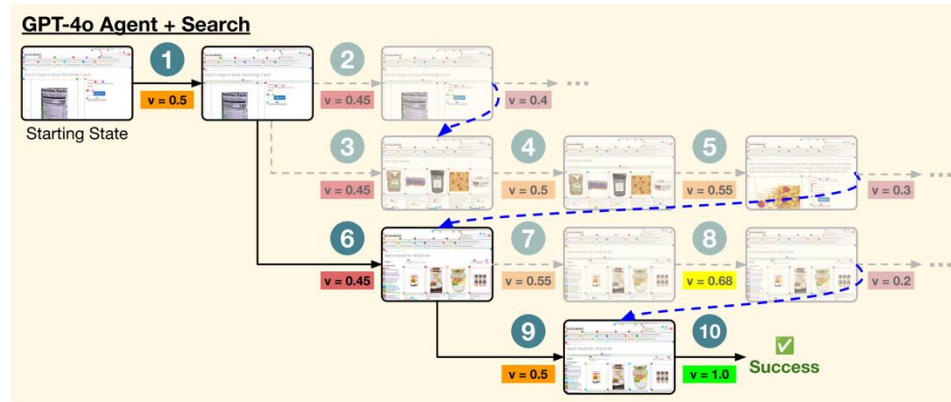 GPT-4o Agent + Search
1
2
v = 0.5
v = 0.45
v = 0.4
...
Starting State
3
4
5
v = 0.45
v = 0.5
v = 0.55
v = 0.3
...
6
7
8
v = 0.45
v = 0.55
v = 0.68
v = 0.2
...
9
10
v = 0.5
v = 1.0
✅
Success